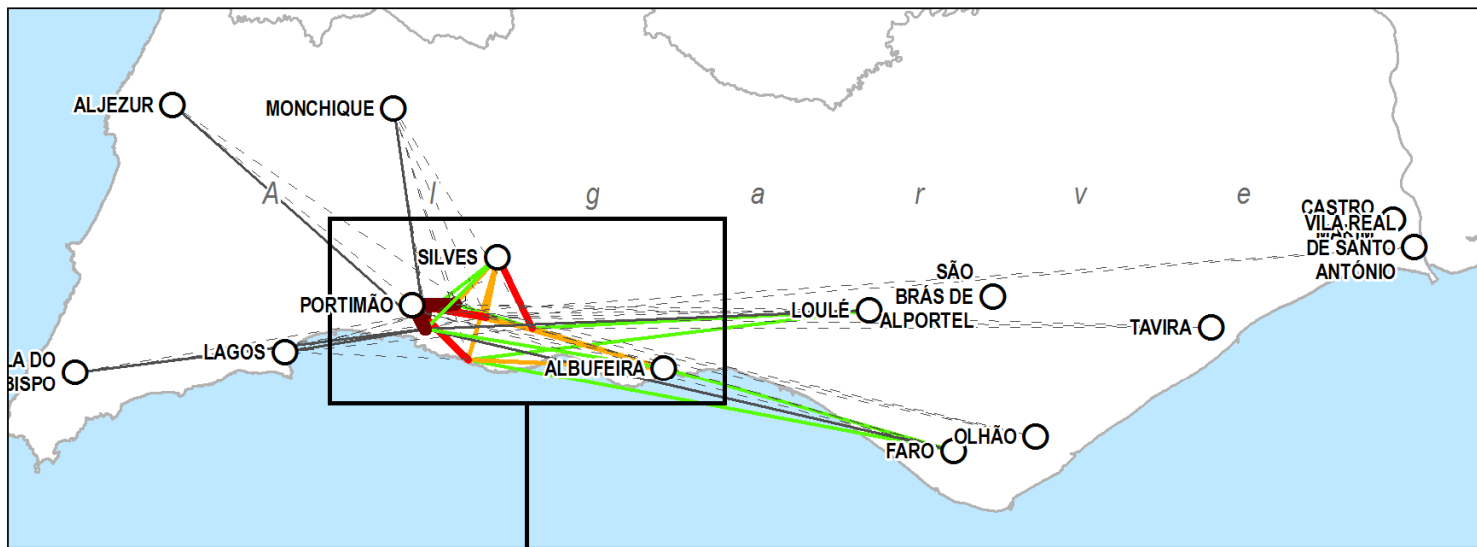 ALJEZUR
MONCHIQUE
Algarve
CASTRO
VILA REAL
DE SANTO
ANTÓNIO
SILVES
SÃO
BRÁS DE
ALPORTEL
PORTIMÃO
LOULÉ
TAVIRA
LAGOS
LA DO
BISPO
ALBUFEIRA
OLHÃO
FARO